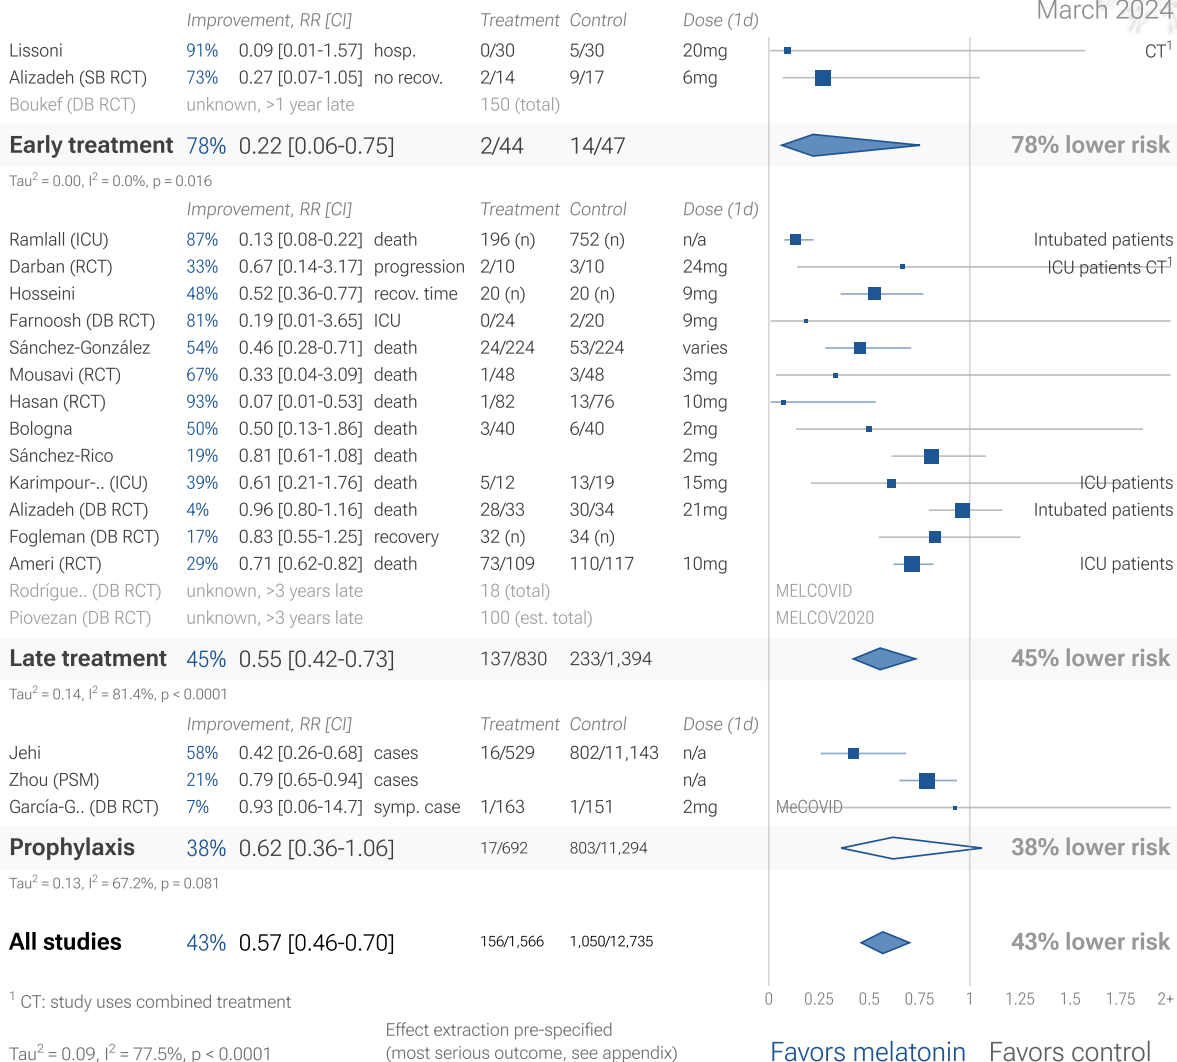 March 2024
Improvement, RR [CI] Treatment Control Dose (1d)
Lissoni 91% 0.09 [0.01-1.57] hosp. 0/30 5/30 20mg CT¹
Alizadeh (SB RCT) 73% 0.27 [0.07-1.05] no recov. 2/14 9/17 6mg
Boukef (DB RCT) unknown, >1 year late 150 (total)
Early treatment 78% 0.22 [0.06-0.75] 2/44 14/47 78% lower risk
Tau² = 0.00, I² = 0.0%, p = 0.016
Improvement, RR [CI] Treatment Control Dose (1d)
Ramlall (ICU) 87% 0.13 [0.08-0.22] death 196 (n) 752 (n) n/a Intubated patients
Darban (RCT) 33% 0.67 [0.14-3.17] progression 2/10 3/10 24mg ICU patients CT¹
Hosseini 48% 0.52 [0.36-0.77] recov. time 20 (n) 20 (n) 9mg
Farnoosh (DB RCT) 81% 0.19 [0.01-3.65] ICU 0/24 2/20 9mg
Sánchez-González 54% 0.46 [0.28-0.71] death 24/224 53/224 varies
Mousavi (RCT) 67% 0.33 [0.04-3.09] death 1/48 3/48 3mg
Hasan (RCT) 93% 0.07 [0.01-0.53] death 1/82 13/76 10mg
Bologna 50% 0.50 [0.13-1.86] death 3/40 6/40 2mg
Sánchez-Rico 19% 0.81 [0.61-1.08] death 2mg
Karimpour-.. (ICU) 39% 0.61 [0.21-1.76] death 5/12 13/19 15mg ICU patients
Alizadeh (DB RCT) 4% 0.96 [0.80-1.16] death 28/33 30/34 21mg Intubated patients
Fogleman (DB RCT) 17% 0.83 [0.55-1.25] recovery 32 (n) 34 (n)
Ameri (RCT) 29% 0.71 [0.62-0.82] death 73/109 110/117 10mg ICU patients
Rodrígue.. (DB RCT) unknown, >3 years late 18 (total) MELCOVID
Piovezan (DB RCT) unknown, >3 years late 100 (est. total) MELCOV2020
Late treatment 45% 0.55 [0.42-0.73] 137/830 233/1,394 45% lower risk
Tau² = 0.14, I² = 81.4%, p < 0.0001
Improvement, RR [CI] Treatment Control Dose (1d)
Jehi 58% 0.42 [0.26-0.68] cases 16/529 802/11,143 n/a
Zhou (PSM) 21% 0.79 [0.65-0.94] cases n/a
García-G.. (DB RCT) 7% 0.93 [0.06-14.7] symp. case 1/163 1/151 2mg MeCOVID
Prophylaxis 38% 0.62 [0.36-1.06] 17/692 803/11,294 38% lower risk
Tau² = 0.13, I² = 67.2%, p = 0.081
All studies 43% 0.57 [0.46-0.70] 156/1,566 1,050/12,735 43% lower risk
0 0.25 0.5 0.75 1 1.25 1.5 1.75 2+
¹ CT: study uses combined treatment
Effect extraction pre-specified
Tau² = 0.09, I² = 77.5%, p < 0.0001 (most serious outcome, see appendix) Favors melatonin Favors control